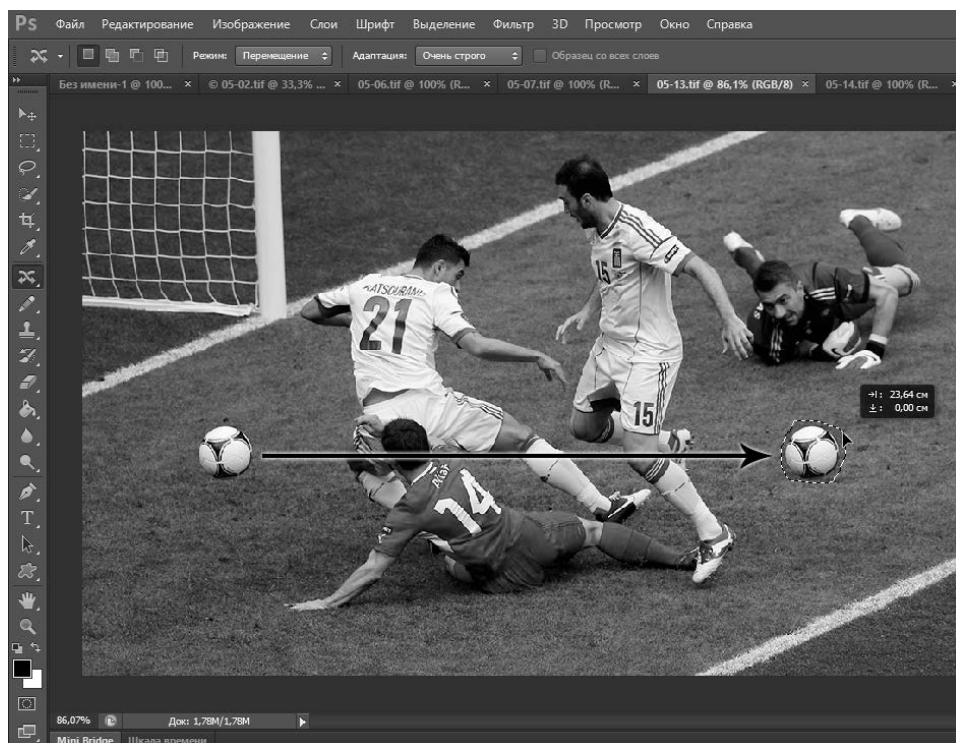 Ps Файл Редактирование Изображение Слои Шрифт Выделение Фильтр 3D Просмотр Окно Справка
Режим: Перемещение Адаптация: Очень строго Образец со всех слоев
Без имени-1 @ 100... × © 05-02.tif @ 33,3% ... × 05-06.tif @ 100% (R... × 05-07.tif @ 100% (R... × 05-13.tif @ 86,1% (RGB/8) × 05-14.tif @ 100% (R... ×
KATSOURANIS
21
15
15
14
→I: 23,64 см
↓: 0,00 см
T
86,07% Док: 1,78M/1,78M
Mini Bridge Шкала времени